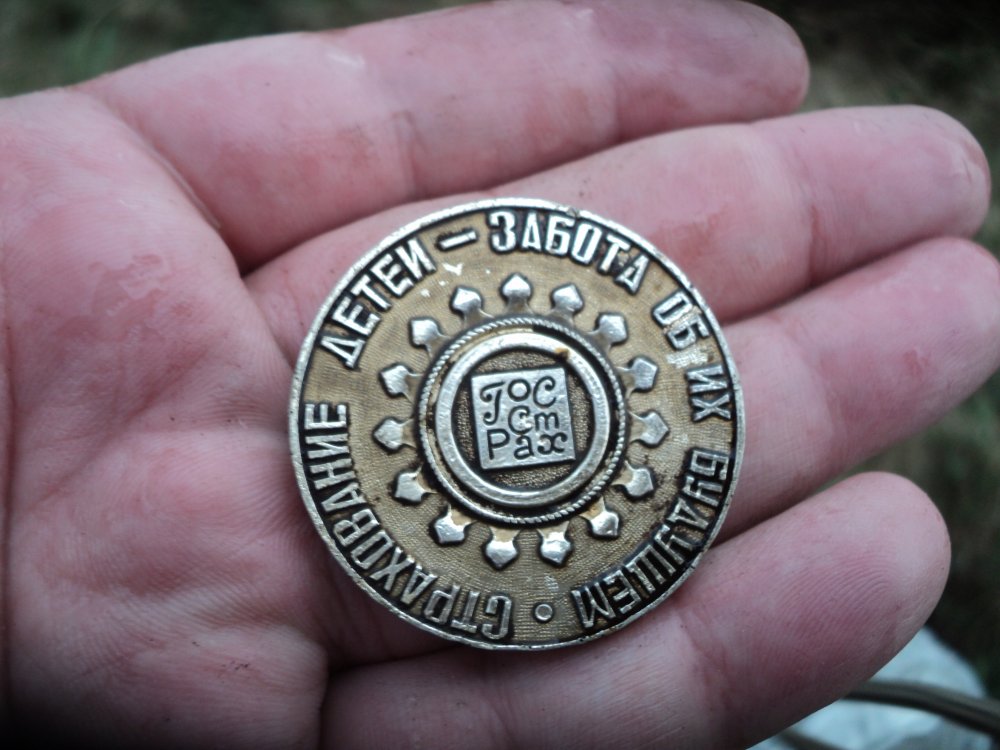 СТРАХОВАНИЕ ДЕТЕЙ – ЗАБОТА ОБ ИХ БУДУЩЕМ •
ГОС
Ст
Рах